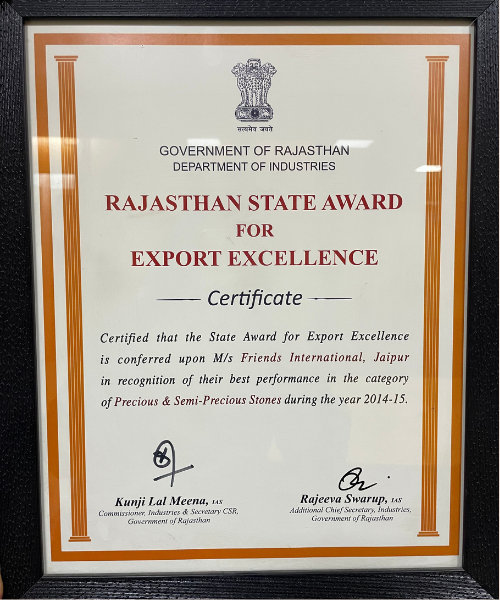 सत्यमेव जयते
GOVERNMENT OF RAJASTHAN
DEPARTMENT OF INDUSTRIES
RAJASTHAN STATE AWARD
FOR
EXPORT EXCELLENCE
Certificate
Certified that the State Award for Export Excellence
is conferred upon M/s Friends International, Jaipur
in recognition of their best performance in the category
of Precious & Semi-Precious Stones during the year 2014-15.
Kunji Lal Meena, IAS
Commissioner, Industries & Secretary CSR,
Government of Rajasthan
Rajeeva Swarup, IAS
Additional Chief Secretary, Industries,
Government of Rajasthan